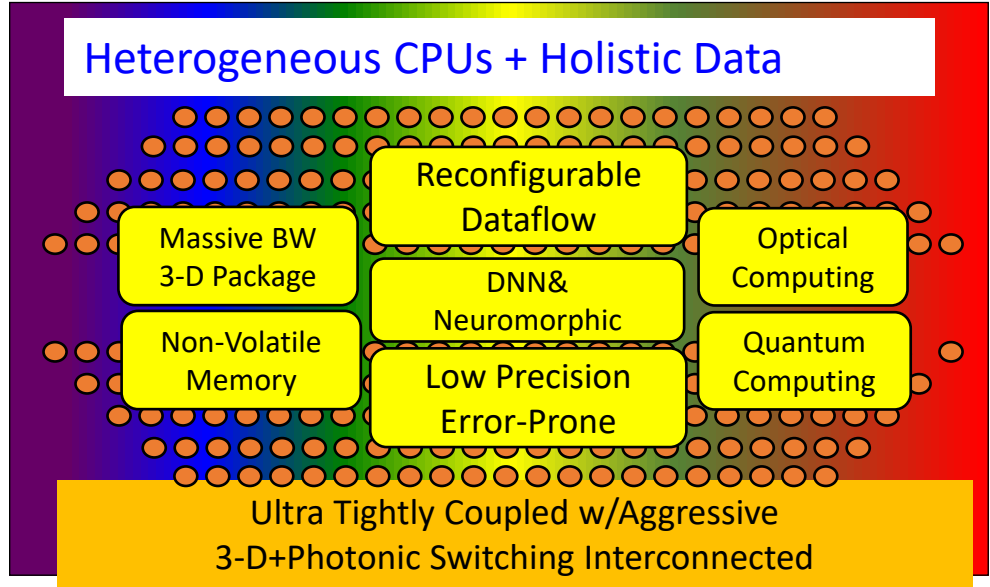 Heterogeneous CPUs + Holistic Data
Reconfigurable
Dataflow
Massive BW
3-D Package
Optical
Computing
DNN&
Neuromorphic
Non-Volatile
Memory
Quantum
Computing
Low Precision
Error-Prone
Ultra Tightly Coupled w/Aggressive
3-D+Photonic Switching Interconnected